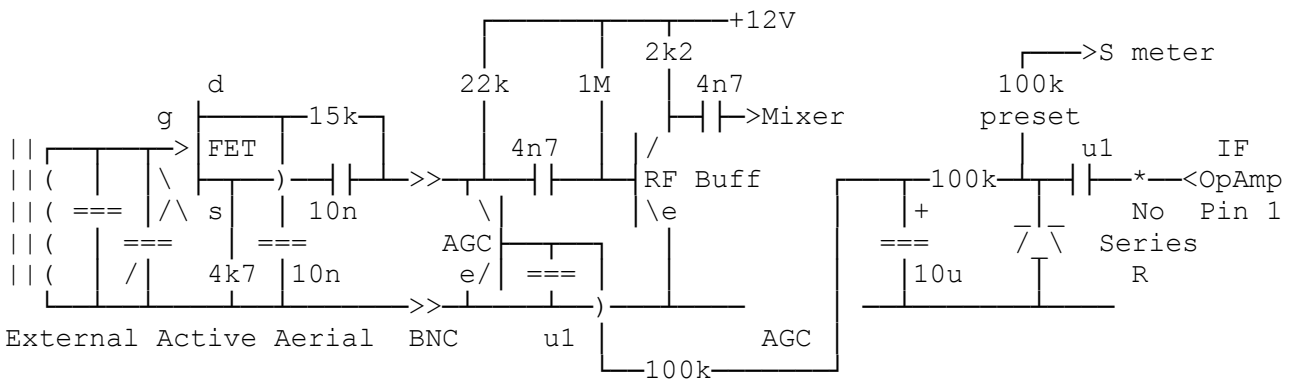 +12V
2k2 >S meter
d 22k 1M 4n7 100k
g 15k >Mixer preset
FET 4n7 u1 IF
>> RF Buff 100k * <OpAmp
s 10n e + No Pin 1
AGC Series
4k7 10n e 10u R
>>
External Active Aerial BNC u1 AGC
100k